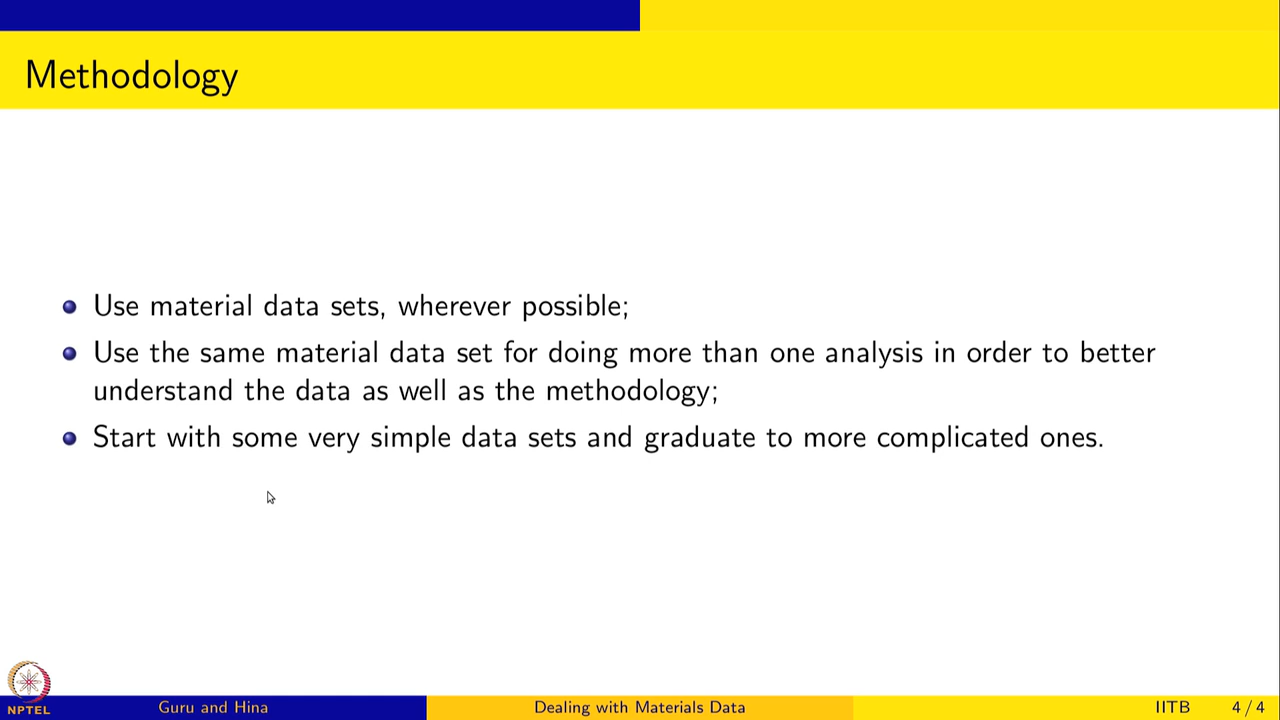 Methodology
Use material data sets, wherever possible;
Use the same material data set for doing more than one analysis in order to better
understand the data as well as the methodology;
Start with some very simple data sets and graduate to more complicated ones.
NPTEL
Guru and Hina
Dealing with Materials Data
IITB
4 / 4